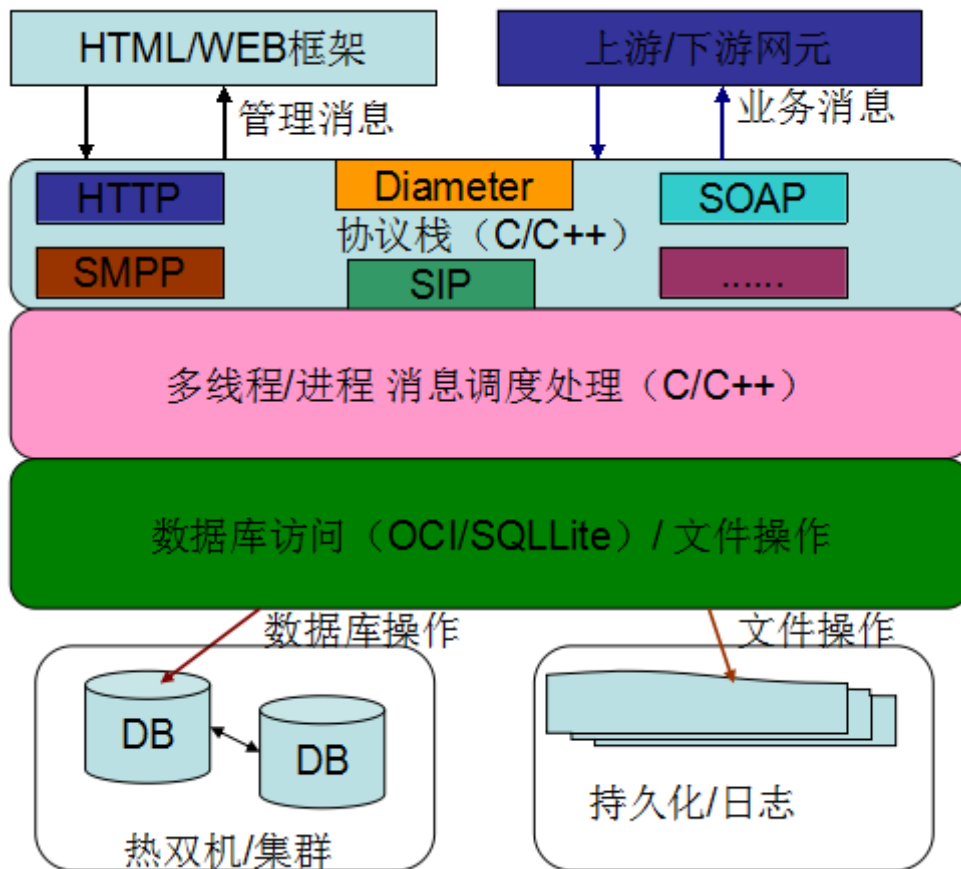 HTML/WEB框架
上游/下游网元
管理消息
业务消息
HTTP
Diameter
SOAP
协议栈（C/C++）
SMPP
SIP
......
多线程/进程 消息调度处理（C/C++）
数据库访问（OCI/SQLLite）/ 文件操作
数据库操作
文件操作
DB
DB
持久化/日志
热双机/集群